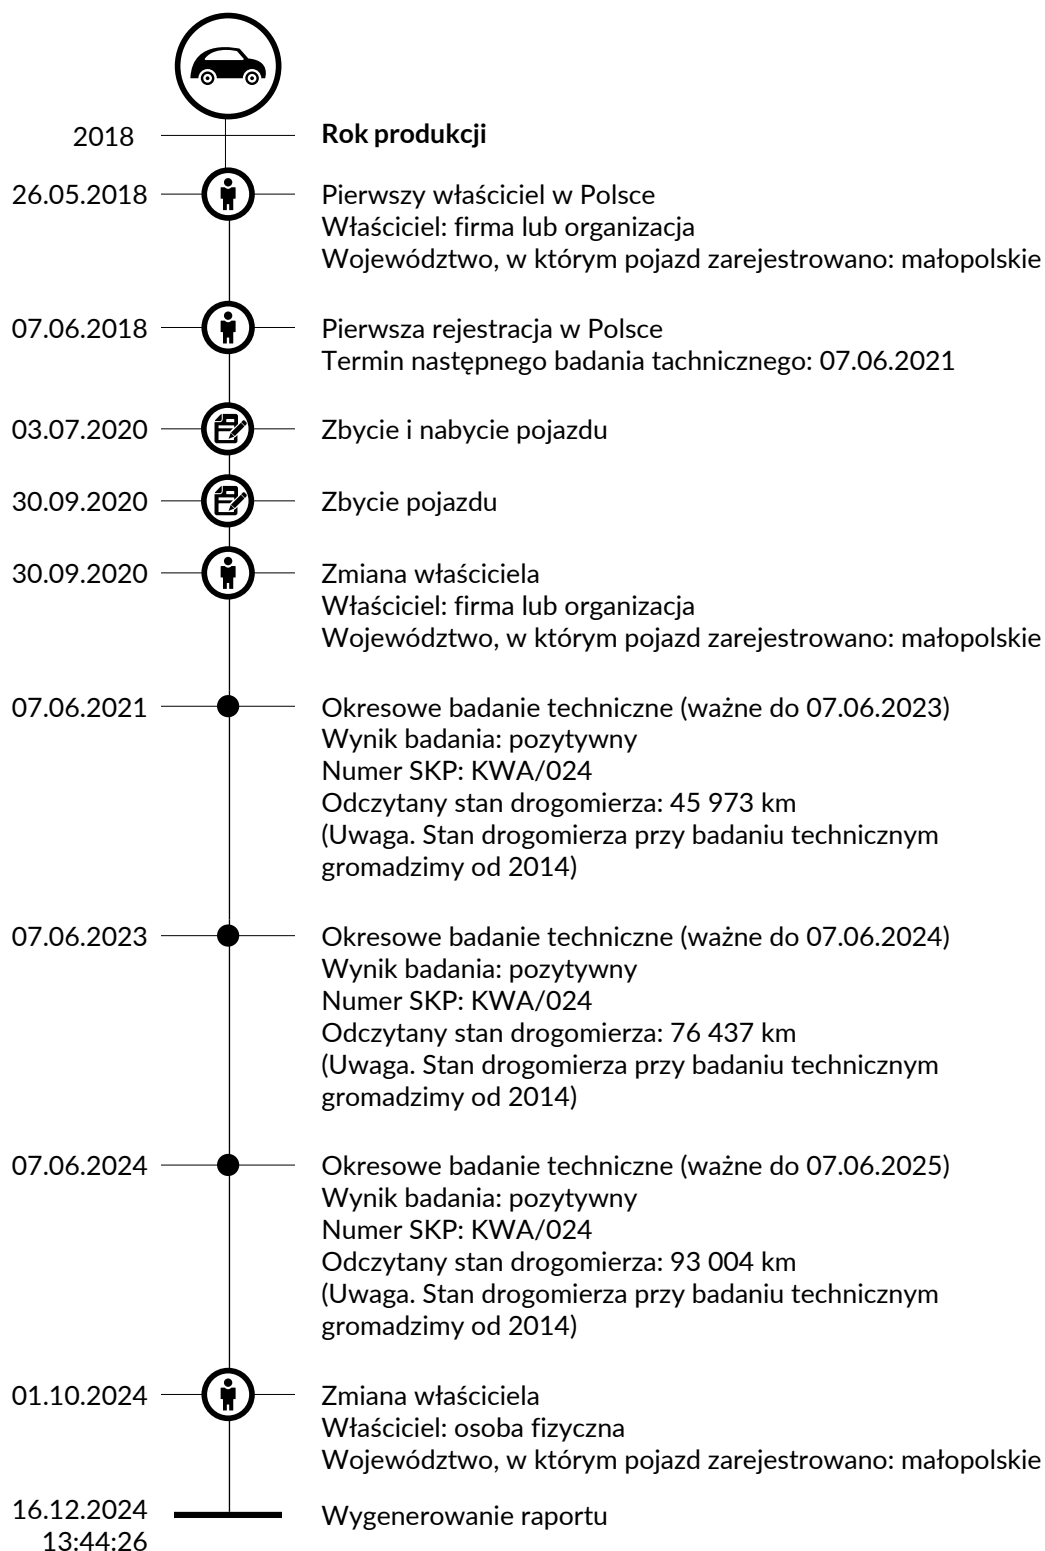 2018 Rok produkcji
26.05.2018 Pierwszy właściciel w Polsce
Właściciel: firma lub organizacja
Województwo, w którym pojazd zarejestrowano: małopolskie
07.06.2018 Pierwsza rejestracja w Polsce
Termin następnego badania tachnicznego: 07.06.2021
03.07.2020 Zbycie i nabycie pojazdu
30.09.2020 Zbycie pojazdu
30.09.2020 Zmiana właściciela
Właściciel: firma lub organizacja
Województwo, w którym pojazd zarejestrowano: małopolskie
07.06.2021 Okresowe badanie techniczne (ważne do 07.06.2023)
Wynik badania: pozytywny
Numer SKP: KWA/024
Odczytany stan drogomierza: 45 973 km
(Uwaga. Stan drogomierza przy badaniu technicznym
gromadzimy od 2014)
07.06.2023 Okresowe badanie techniczne (ważne do 07.06.2024)
Wynik badania: pozytywny
Numer SKP: KWA/024
Odczytany stan drogomierza: 76 437 km
(Uwaga. Stan drogomierza przy badaniu technicznym
gromadzimy od 2014)
07.06.2024 Okresowe badanie techniczne (ważne do 07.06.2025)
Wynik badania: pozytywny
Numer SKP: KWA/024
Odczytany stan drogomierza: 93 004 km
(Uwaga. Stan drogomierza przy badaniu technicznym
gromadzimy od 2014)
01.10.2024 Zmiana właściciela
Właściciel: osoba fizyczna
Województwo, w którym pojazd zarejestrowano: małopolskie
16.12.2024 Wygenerowanie raportu
13:44:26